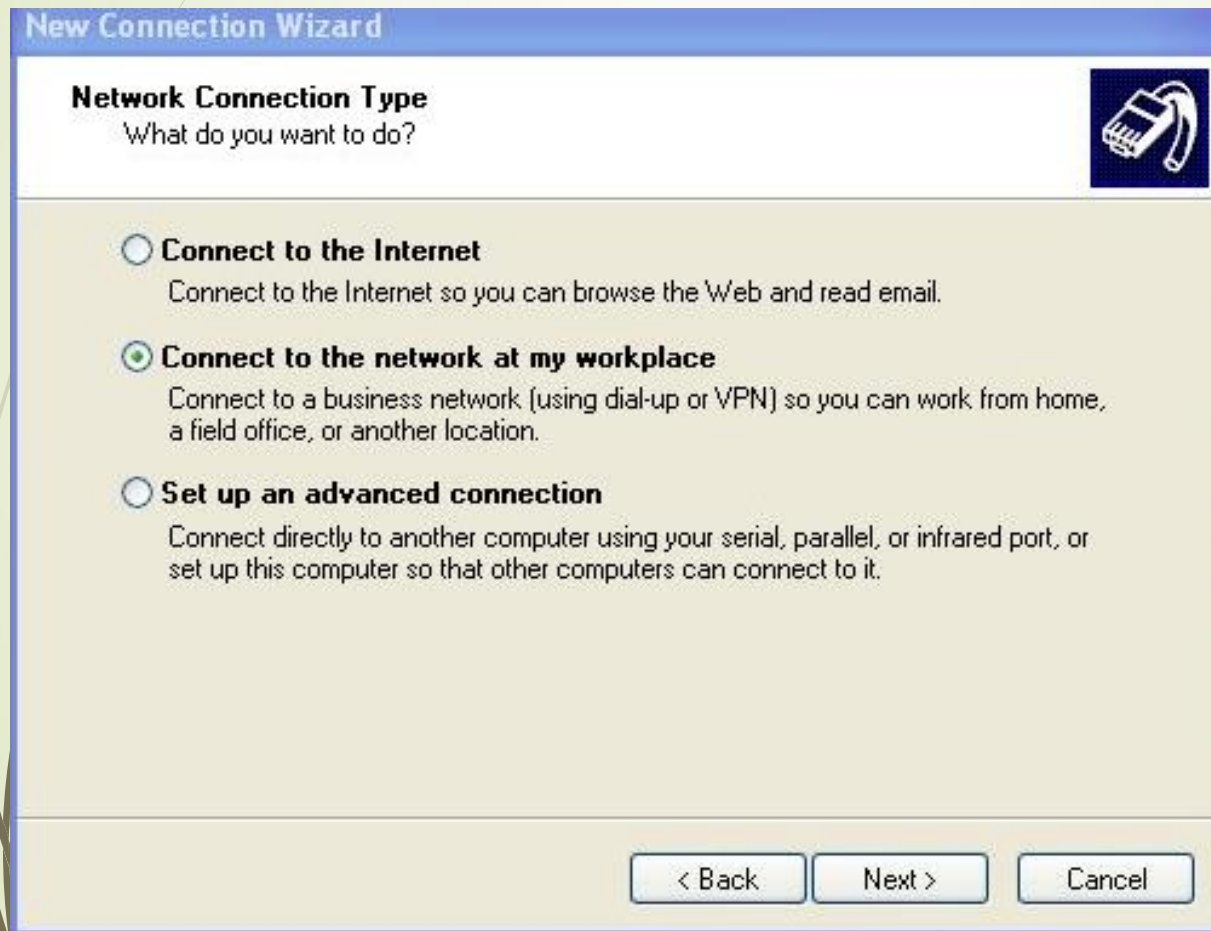 New Connection Wizard
Network Connection Type
What do you want to do?
Connect to the Internet
Connect to the Internet so you can browse the Web and read email.
Connect to the network at my workplace
Connect to a business network (using dial-up or VPN) so you can work from home,
a field office, or another location.
Set up an advanced connection
Connect directly to another computer using your serial, parallel, or infrared port, or
set up this computer so that other computers can connect to it.
< Back Next > Cancel